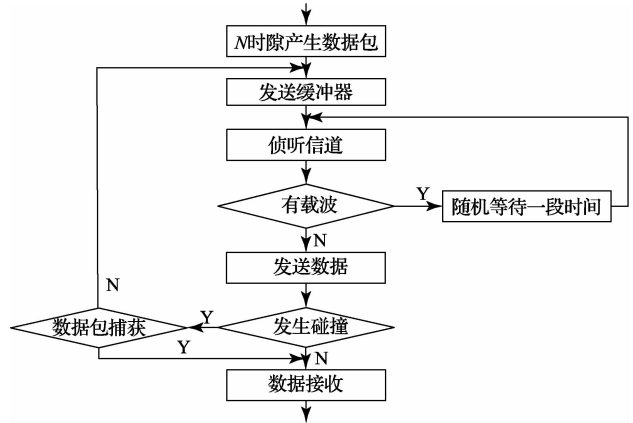 N时隙产生数据包
发送缓冲器
侦听信道
有载波
Y
随机等待一段时间
N
发送数据
N
发生碰撞
Y
数据包捕获
Y
N
数据接收